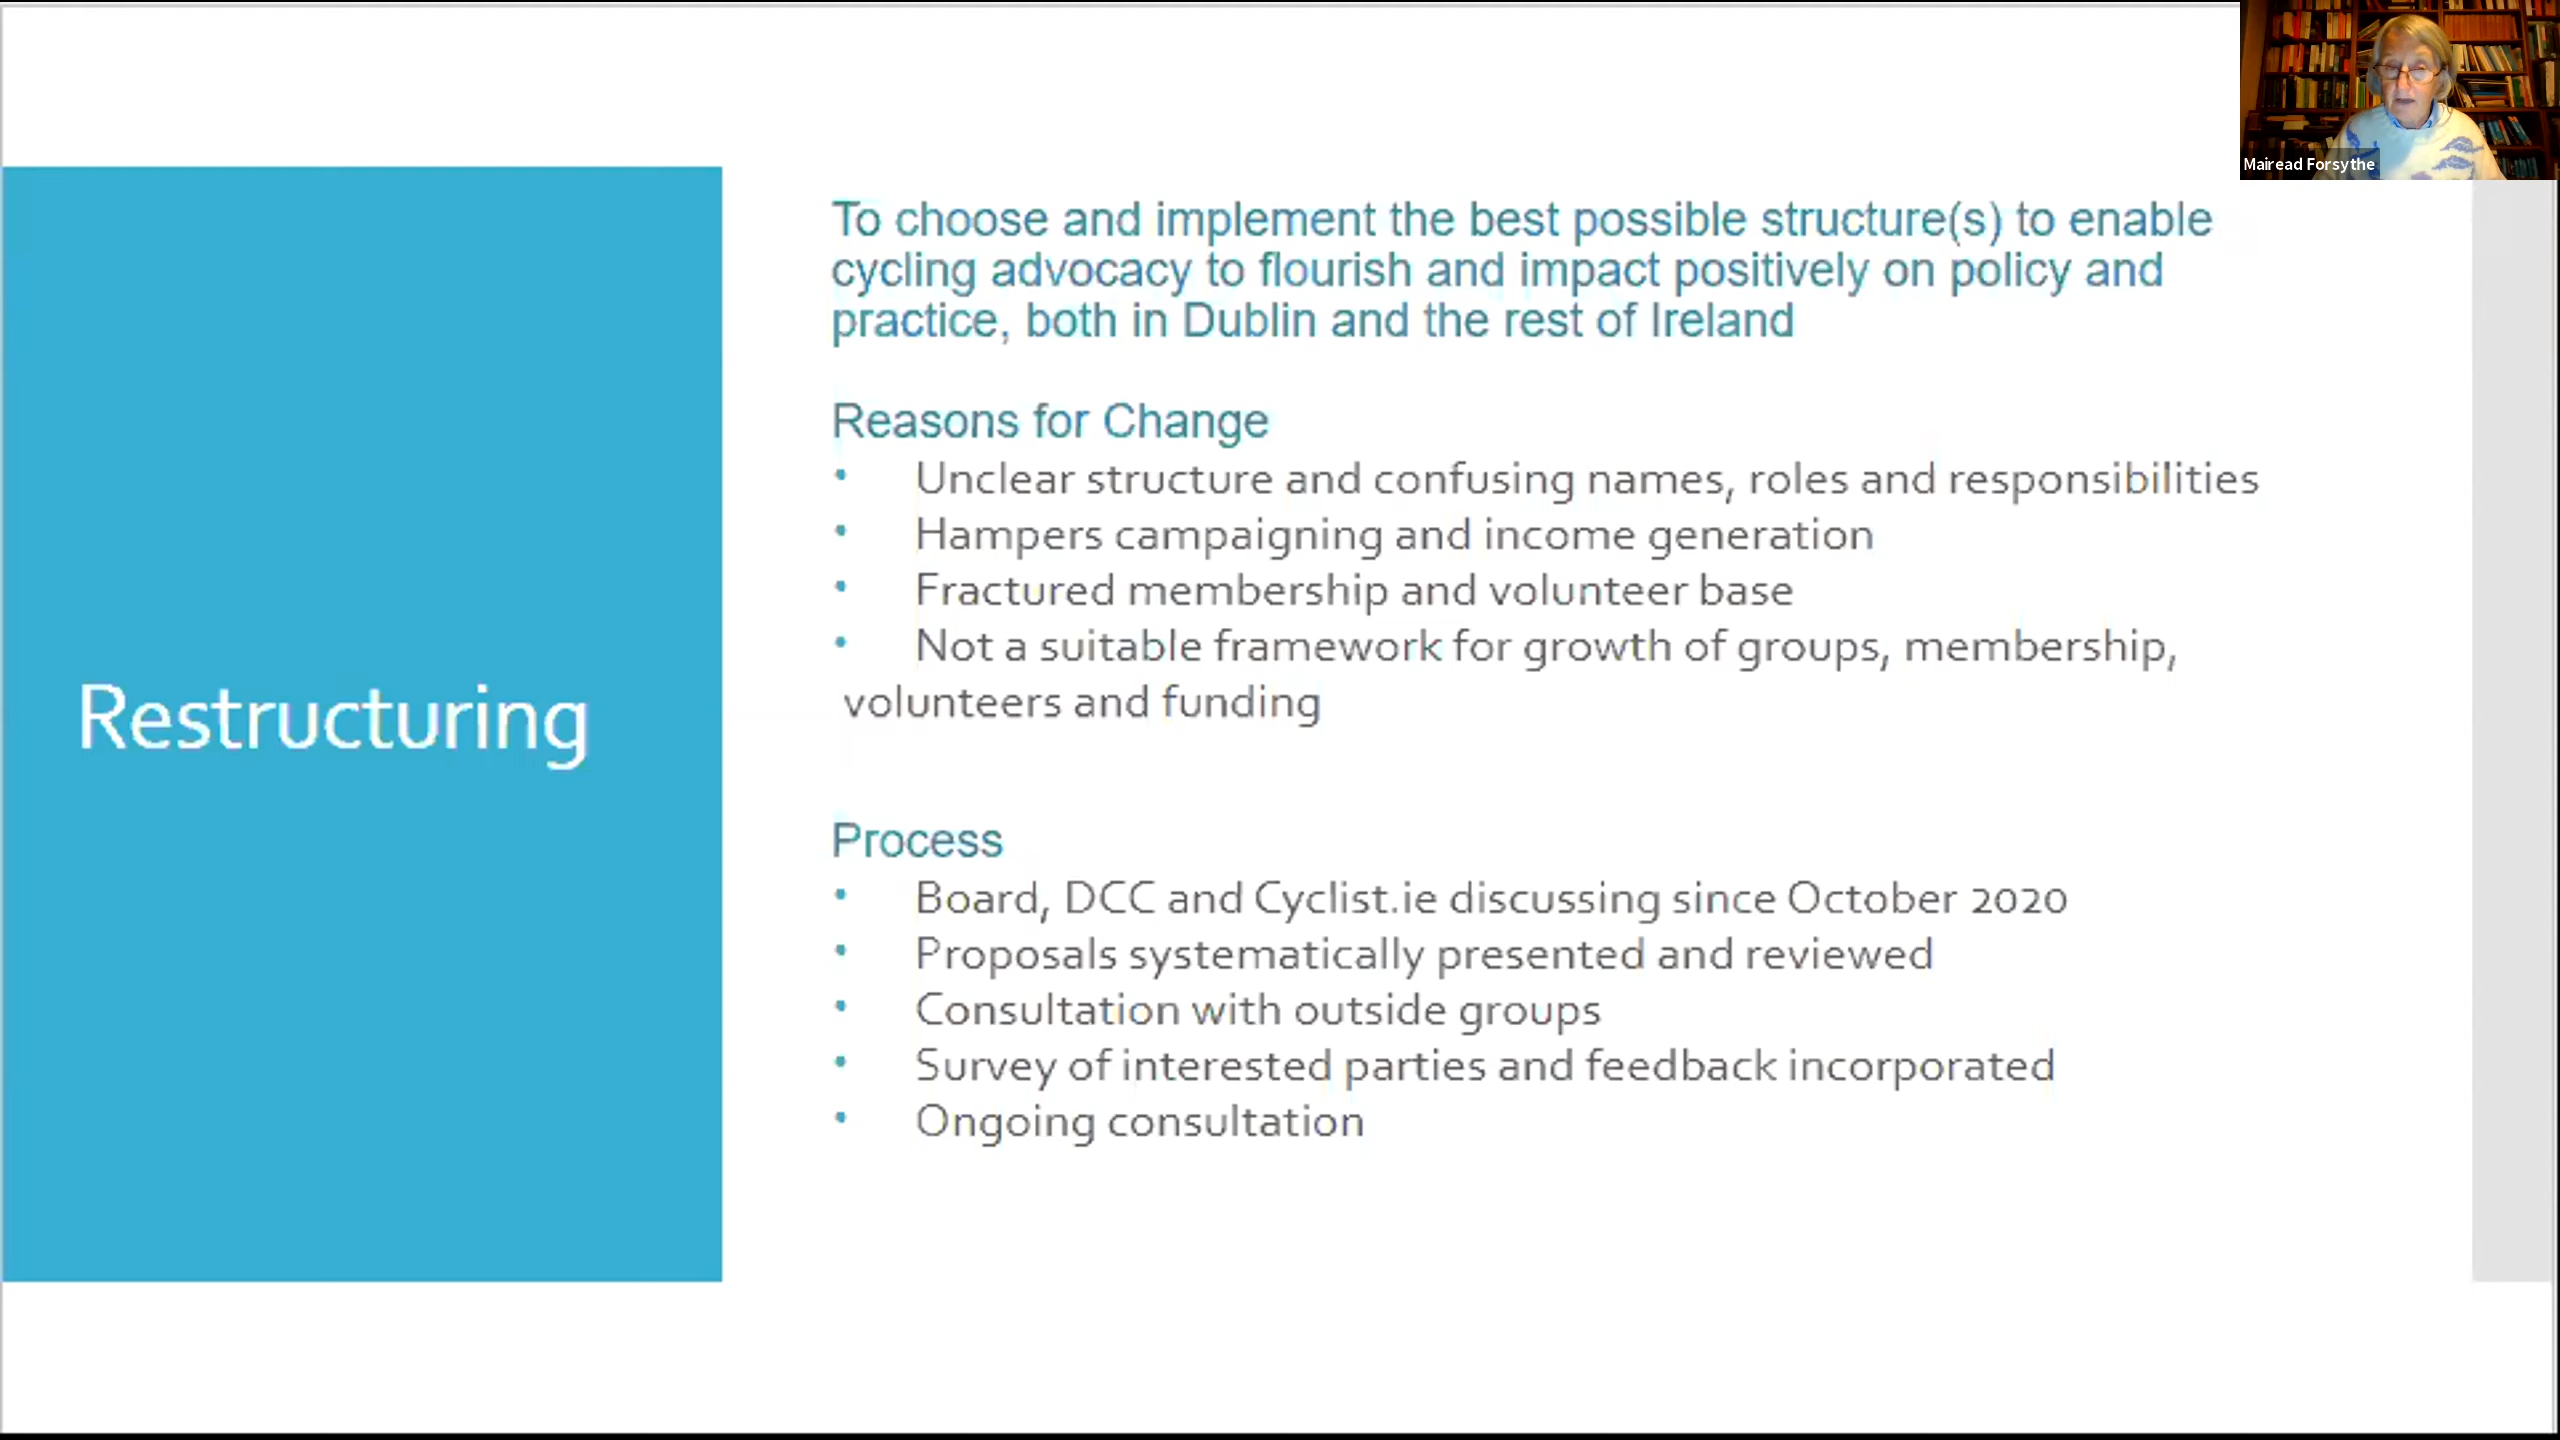 Mairead Forsythe
Restructuring
To choose and implement the best possible structure(s) to enable
cycling advocacy to flourish and impact positively on policy and
practice, both in Dublin and the rest of Ireland
Reasons for Change
• Unclear structure and confusing names, roles and responsibilities
• Hampers campaigning and income generation
• Fractured membership and volunteer base
• Not a suitable framework for growth of groups, membership,
volunteers and funding
Process
• Board, DCC and Cyclist.ie discussing since October 2020
• Proposals systematically presented and reviewed
• Consultation with outside groups
• Survey of interested parties and feedback incorporated
• Ongoing consultation